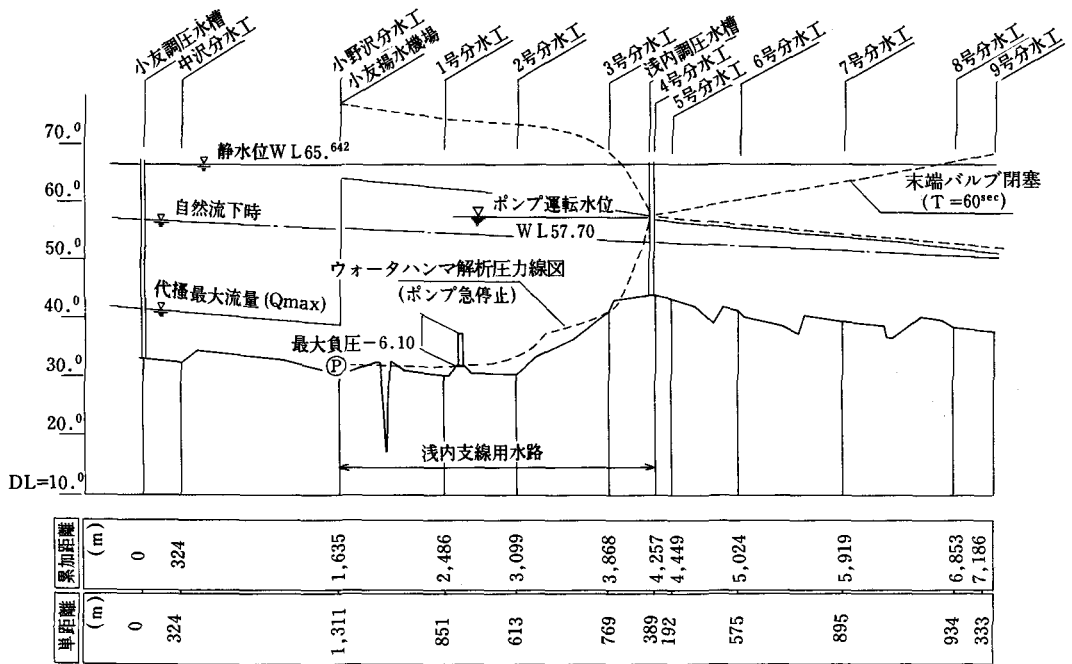 小友調圧水槽
中沢分水工
小野沢分水工
小友揚水機場
1号分水工
2号分水工
3号分水工
浅内調圧水槽
4号分水工
5号分水工
6号分水工
7号分水工
8号分水工
9号分水工
70.0
60.0
50.0
40.0
30.0
20.0
DL=10.0
静水位WL65.642
自然流下時
ポンプ運転水位
WL57.70
末端バルブ閉塞
(T=60sec)
ウォータハンマ解析圧力線図
(ポンプ急停止)
代掻最大流量(Qmax)
最大負圧−6.10
P
浅内支線用水路
累加距離 (m) 0 324 1,635 2,486 3,099 3,868 4,257 4,449 5,024 5,919 6,853 7,186
単距離 (m) 0 324 1,311 851 613 769 389 192 575 895 934 333